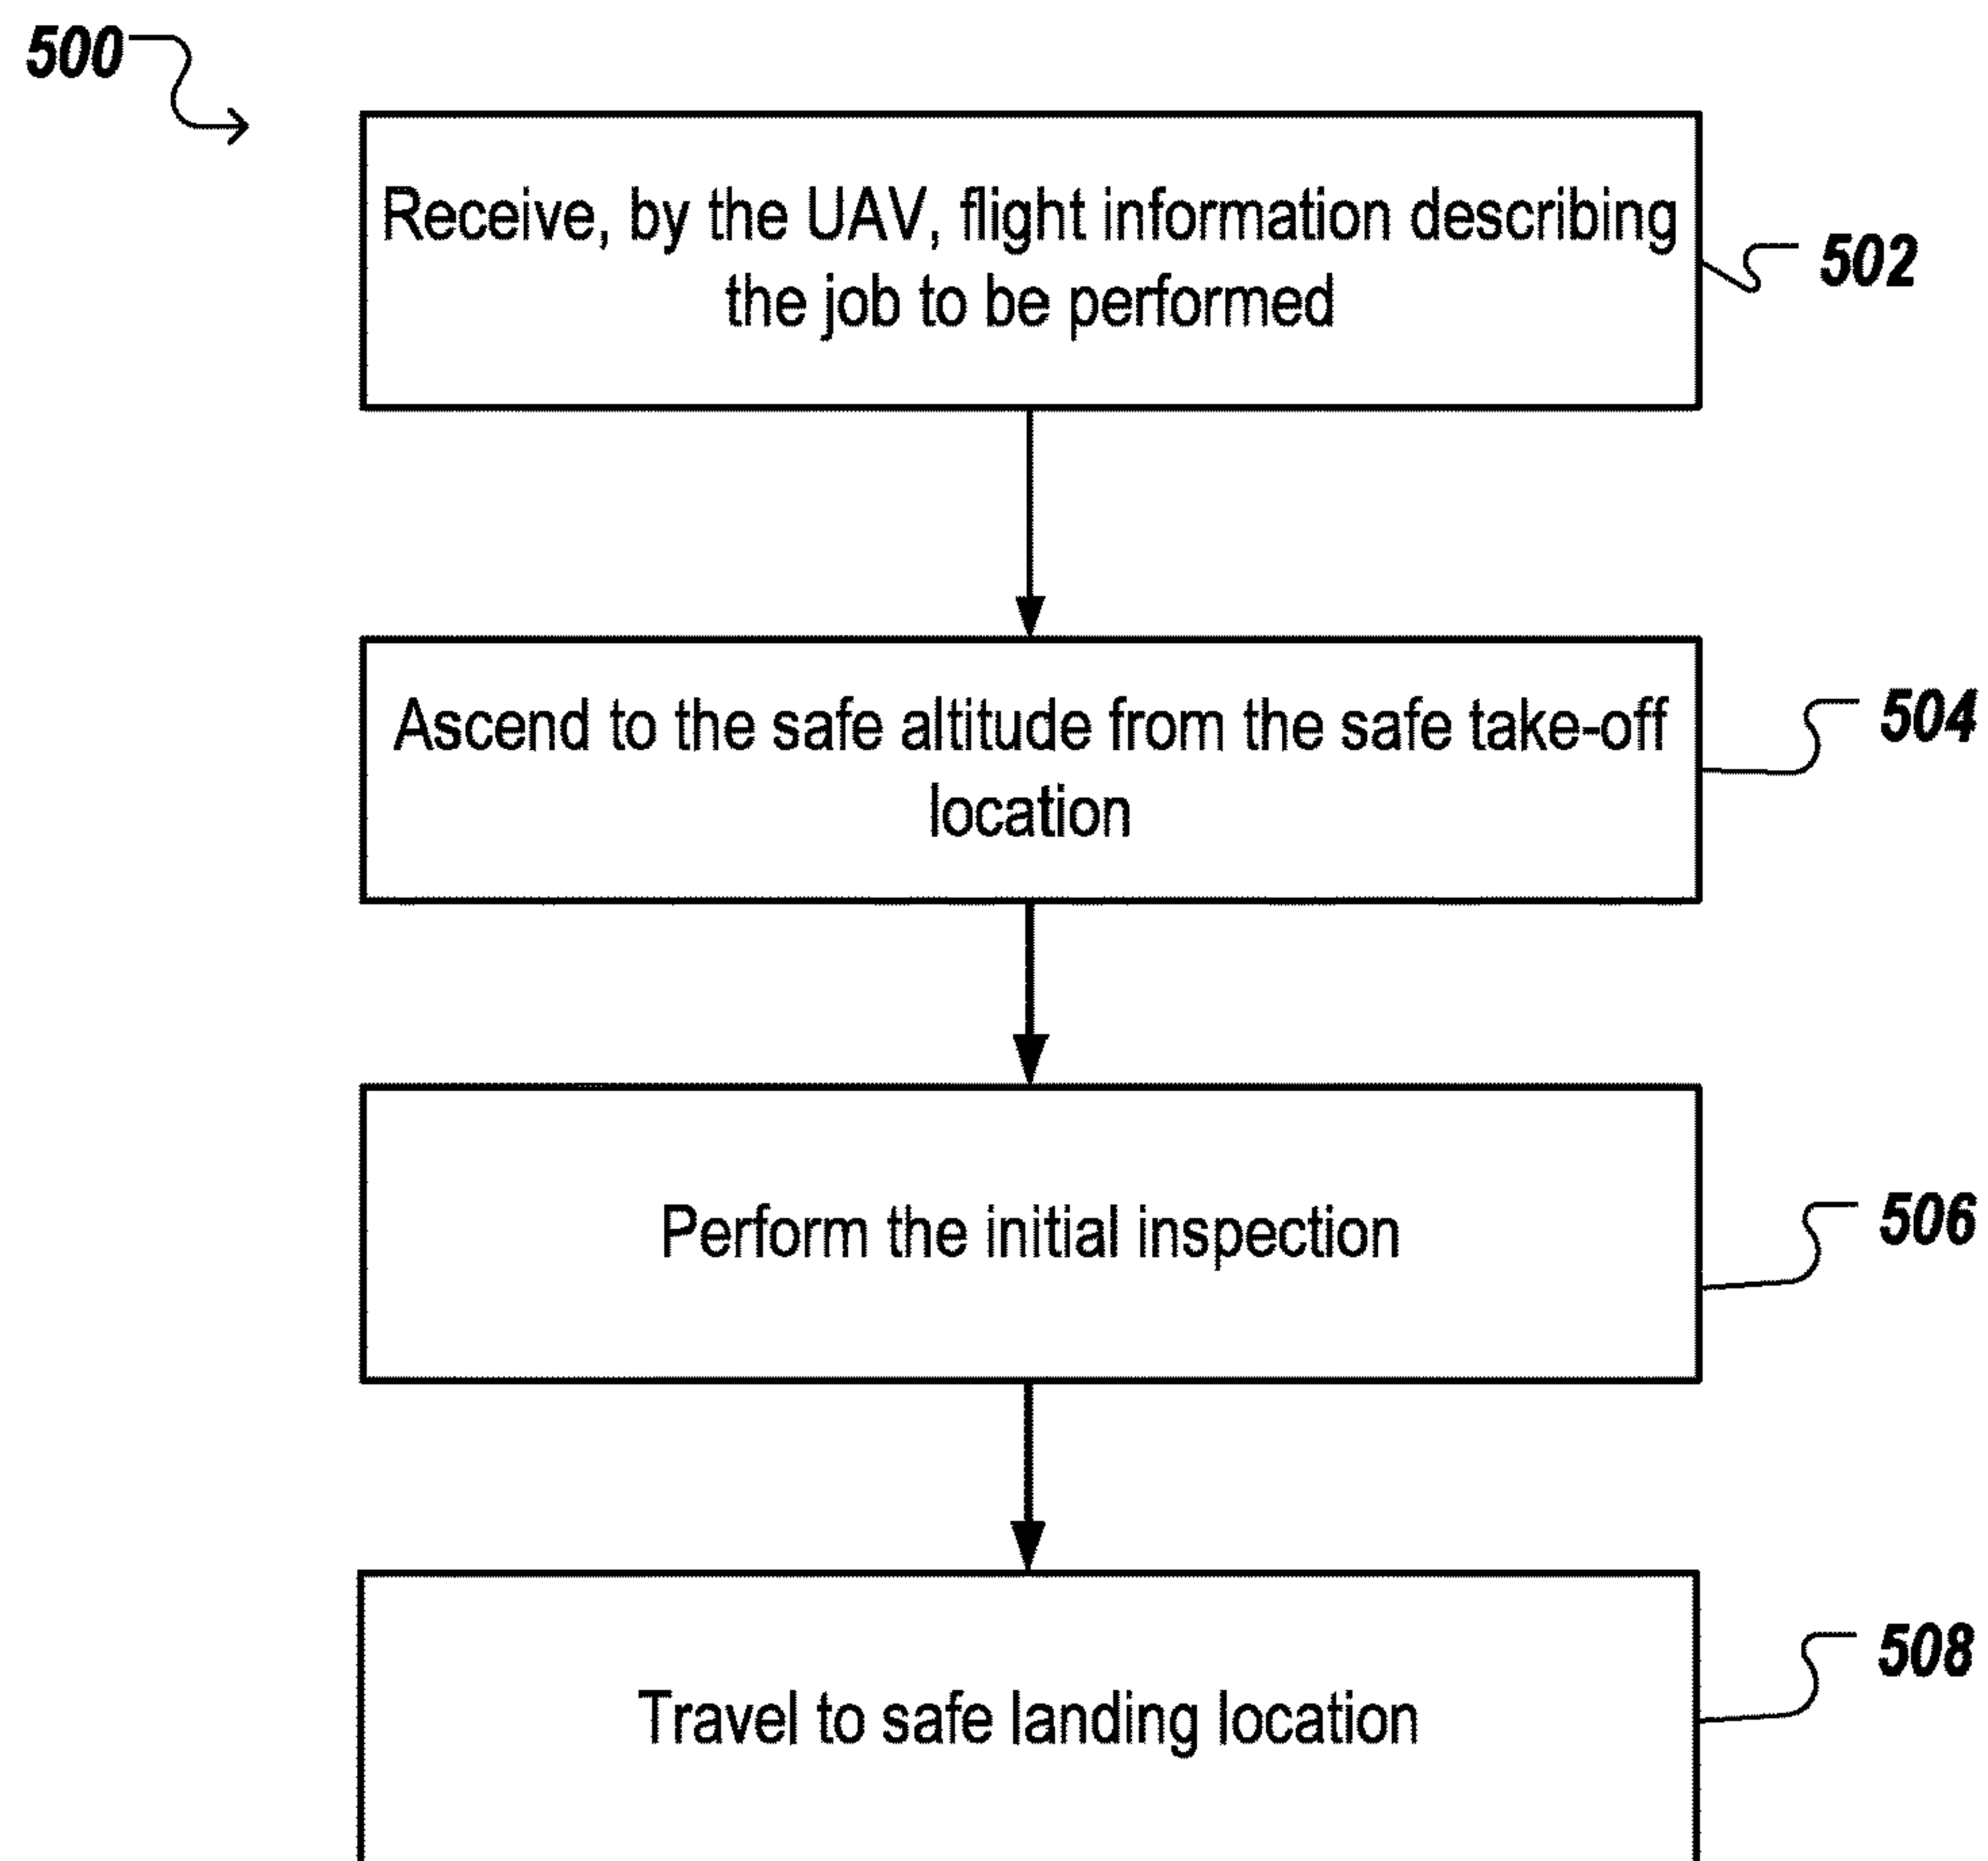 500
Receive, by the UAV, flight information describing
the job to be performed
502
Ascend to the safe altitude from the safe take-off
location
504
Perform the initial inspection
506
Travel to safe landing location
508